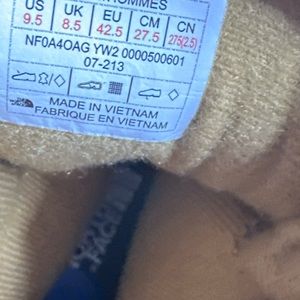 HOMMES
US UK EU CM CN
9.5 8.5 42.5 27.5 275(2.5)
NF0A4OAG YW2 0000500601
07-213
MADE IN VIETNAM
FABRIQUE EN VIETNAM
FACE